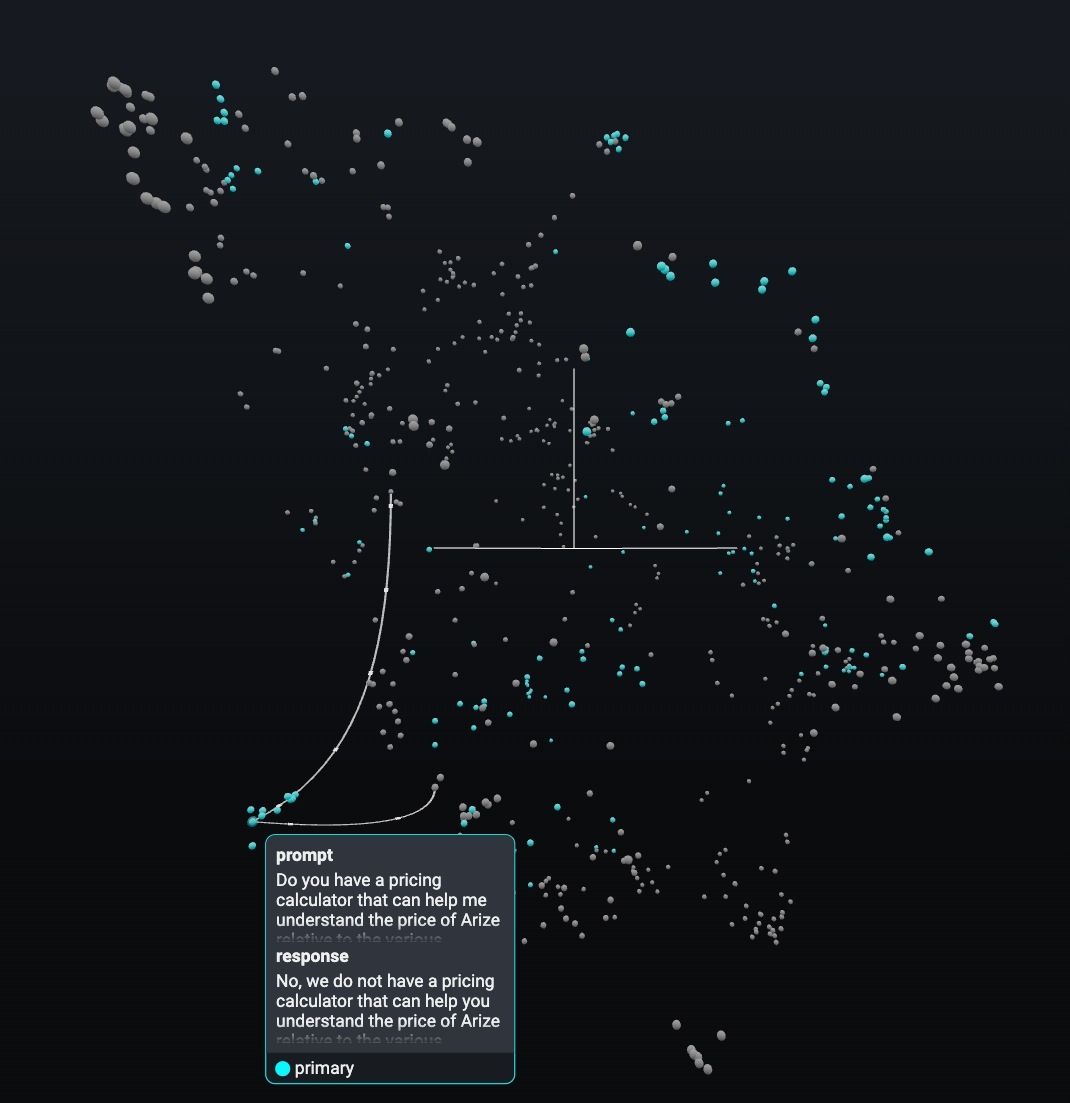 prompt
Do you have a pricing
calculator that can help me
understand the price of Arize
relative to the various
response
No, we do not have a pricing
calculator that can help you
understand the price of Arize
relative to the various
primary